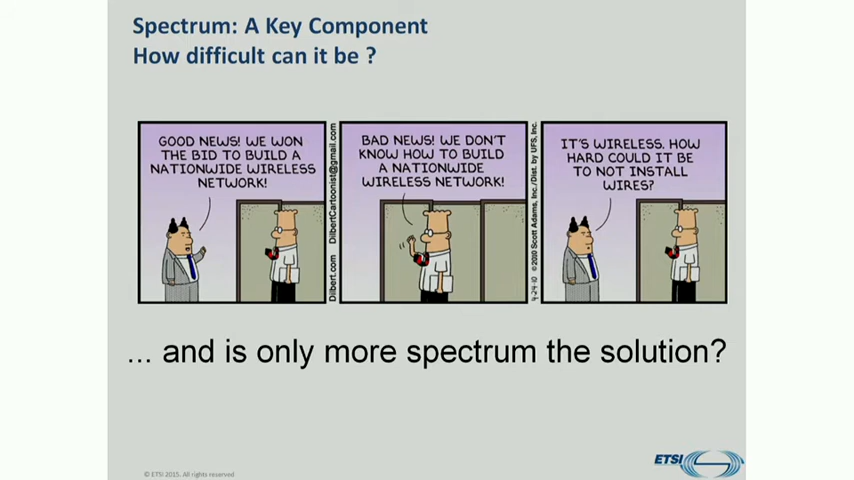 Spectrum: A Key Component
How difficult can it be ?
GOOD NEWS! WE WON
THE BID TO BUILD A
NATIONWIDE WIRELESS
NETWORK!
Dilbert.com DilbertCartoonist@gmail.com
BAD NEWS! WE DON'T
KNOW HOW TO BUILD
A NATIONWIDE
WIRELESS NETWORK!
4-24-10 ©2010 Scott Adams, Inc./Dist. by UFS, Inc.
IT'S WIRELESS. HOW
HARD COULD IT BE
TO NOT INSTALL
WIRES?
... and is only more spectrum the solution?
© ETSI 2015. All rights reserved
ETSI